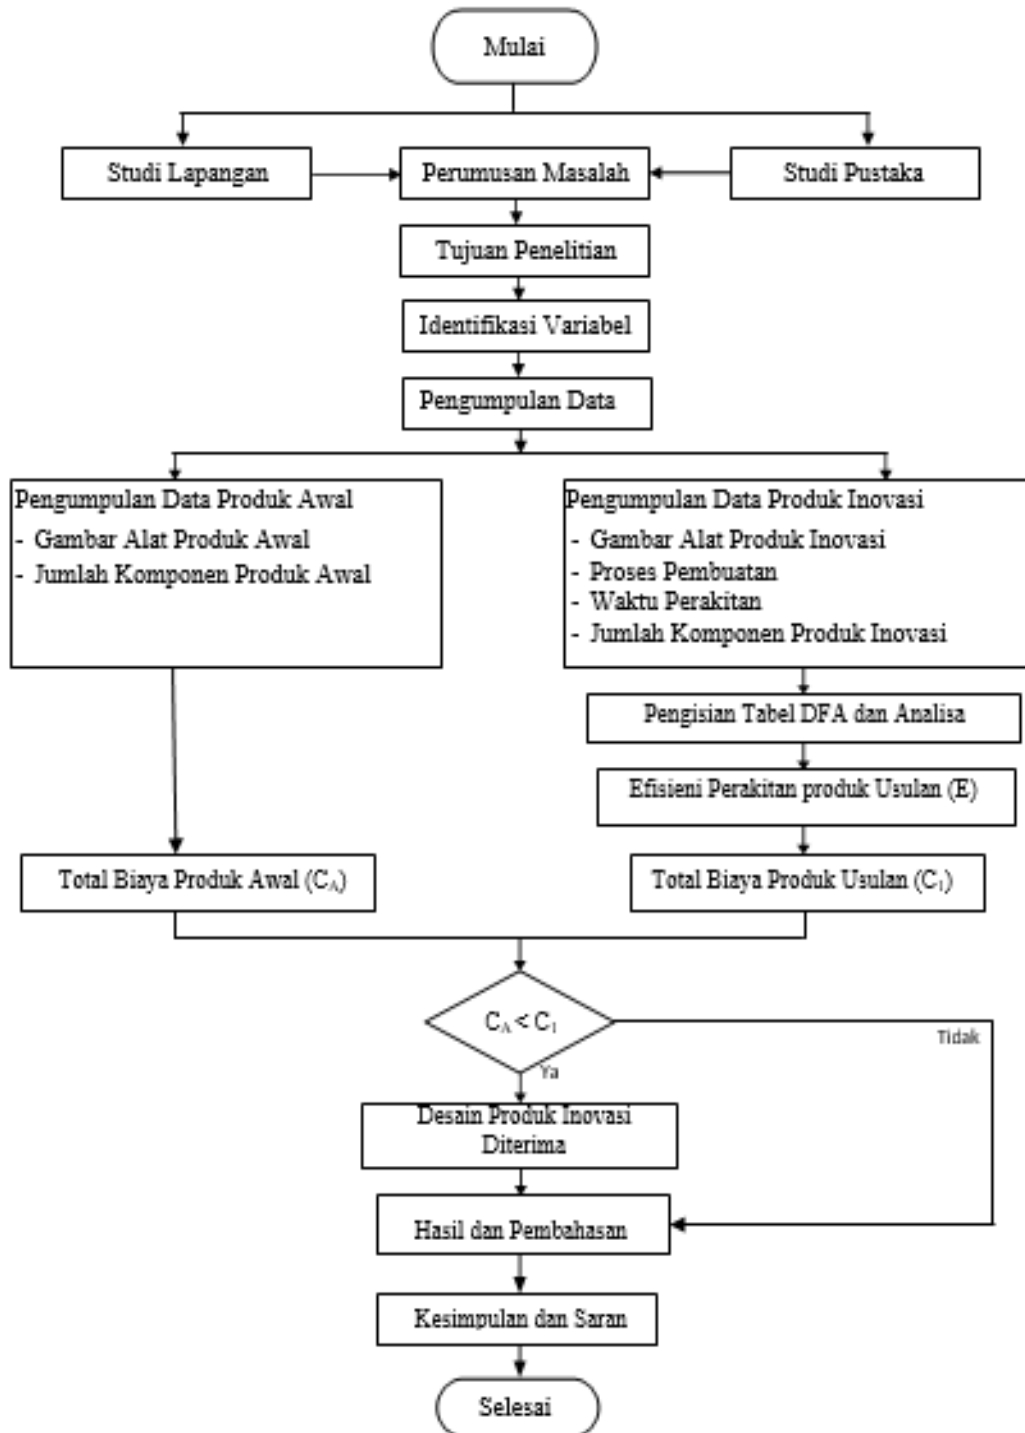 Mulai
Studi Lapangan
Perumusan Masalah
Studi Pustaka
Tujuan Penelitian
Identifikasi Variabel
Pengumpulan Data
Pengumpulan Data Produk Awal
- Gambar Alat Produk Awal
- Jumlah Komponen Produk Awal
Pengumpulan Data Produk Inovasi
- Gambar Alat Produk Inovasi
- Proses Pembuatan
- Waktu Perakitan
- Jumlah Komponen Produk Inovasi
Pengisian Tabel DFA dan Analisa
Efisieni Perakitan produk Usulan (E)
Total Biaya Produk Awal (CA)
Total Biaya Produk Usulan (C1)
CA < C1
Tidak
Ya
Desain Produk Inovasi
Diterima
Hasil dan Pembahasan
Kesimpulan dan Saran
Selesai